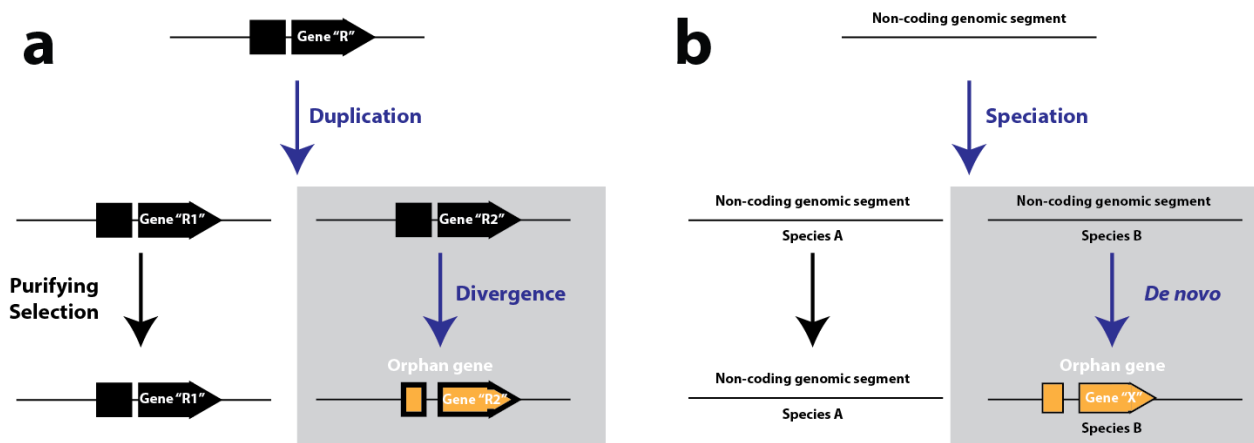 a
Gene "R"
Duplication
Gene "R1"
Gene "R2"
Purifying
Selection
Divergence
Orphan gene
Gene "R1"
Gene "R2"
b
Non-coding genomic segment
Speciation
Non-coding genomic segment
Species A
Non-coding genomic segment
Species B
De novo
Non-coding genomic segment
Species A
Orphan gene
Gene "X"
Species B